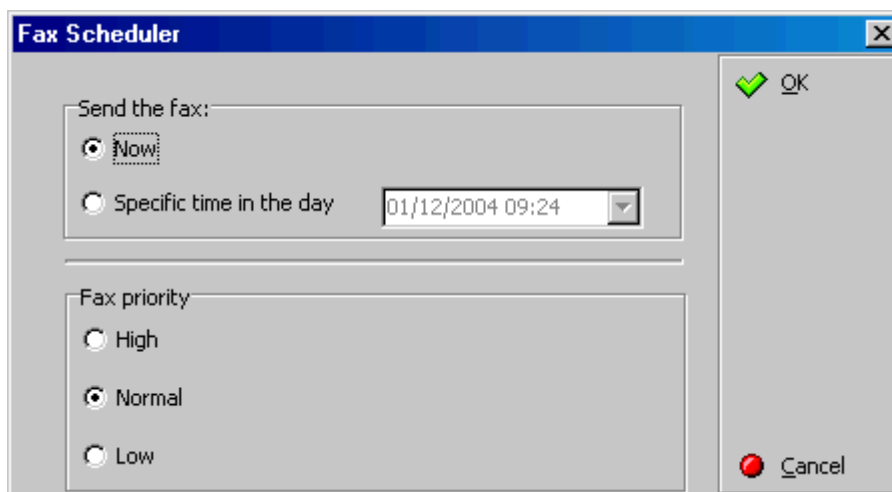 Fax Scheduler
OK
Send the fax:
Now
Specific time in the day 01/12/2004 09:24
Fax priority
High
Normal
Low
Cancel